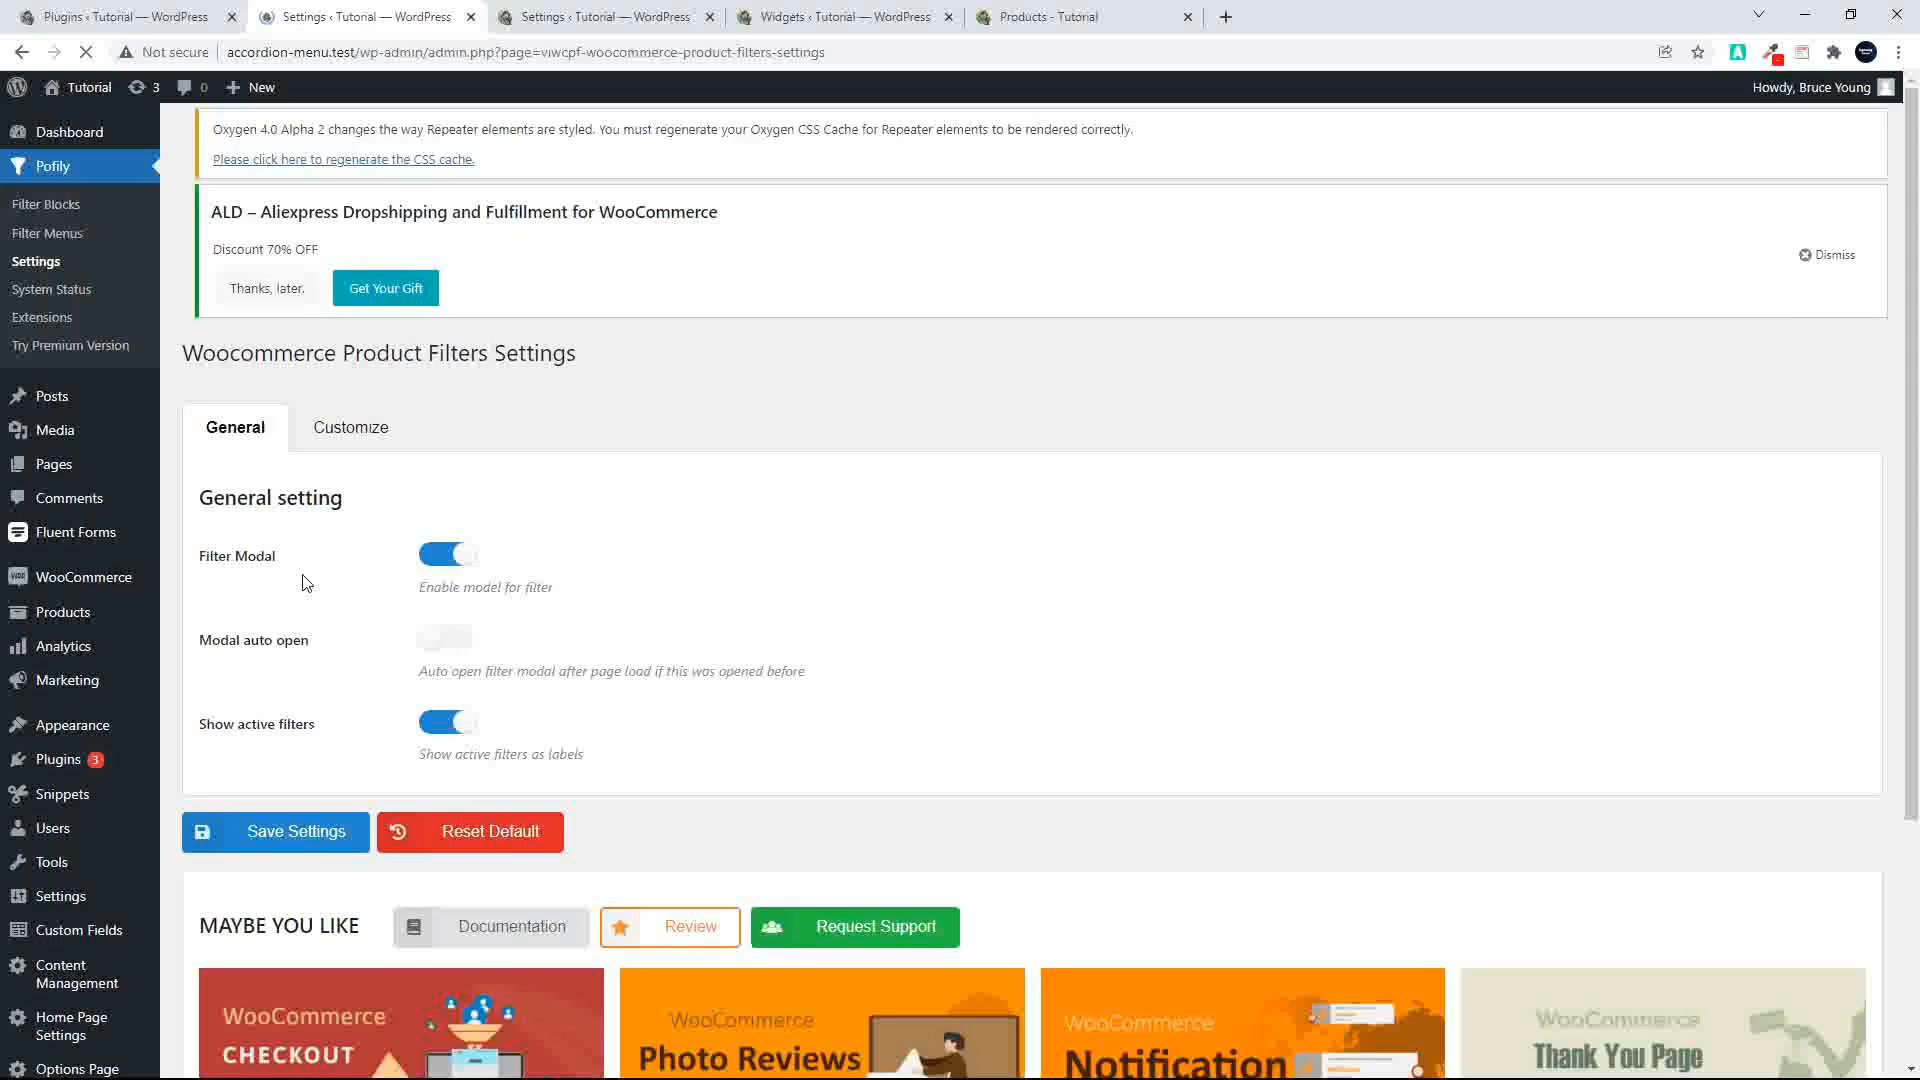 Plugins ‹ Tutorial — WordPress
Settings ‹ Tutorial — WordPress
Settings ‹ Tutorial — WordPress
Widgets ‹ Tutorial — WordPress
Products - Tutorial
Not secure
accordion-menu.test/wp-admin/admin.php?page=viwcpf-woocommerce-product-filters-settings
Tutorial
3
0
New
Howdy, Bruce Young
Dashboard
Pofily
Filter Blocks
Filter Menus
Settings
System Status
Extensions
Try Premium Version
Posts
Media
Pages
Comments
Fluent Forms
WooCommerce
Products
Analytics
Marketing
Appearance
Plugins 3
Snippets
Users
Tools
Settings
Custom Fields
Content
Management
Home Page
Settings
Options Page
Oxygen 4.0 Alpha 2 changes the way Repeater elements are styled. You must regenerate your Oxygen CSS Cache for Repeater elements to be rendered correctly.
Please click here to regenerate the CSS cache.
ALD – Aliexpress Dropshipping and Fulfillment for WooCommerce
Discount 70% OFF
Dismiss
Thanks, later.
Get Your Gift
Woocommerce Product Filters Settings
General
Customize
General setting
Filter Modal
Enable model for filter
Modal auto open
Auto open filter modal after page load if this was opened before
Show active filters
Show active filters as labels
Save Settings
Reset Default
MAYBE YOU LIKE
Documentation
Review
Request Support
WooCommerce
CHECKOUT
WooCommerce
Photo Reviews
WooCommerce
Notification
WooCommerce
Thank You Page